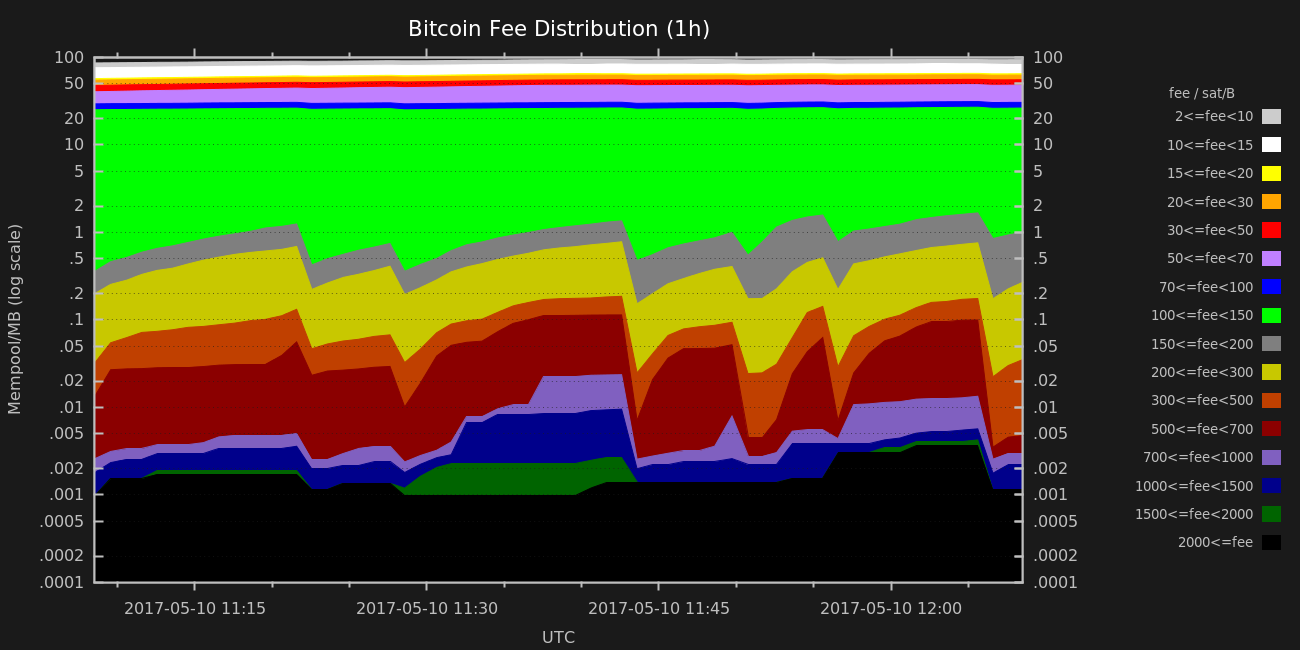 Bitcoin Fee Distribution (1h)
Mempool/MB (log scale)
100
50
20
10
5
2
1
.5
.2
.1
.05
.02
.01
.005
.002
.001
.0005
.0002
.0001
100
50
20
10
5
2
1
.5
.2
.1
.05
.02
.01
.005
.002
.001
.0005
.0002
.0001
fee / sat/B
2<=fee<10
10<=fee<15
15<=fee<20
20<=fee<30
30<=fee<50
50<=fee<70
70<=fee<100
100<=fee<150
150<=fee<200
200<=fee<300
300<=fee<500
500<=fee<700
700<=fee<1000
1000<=fee<1500
1500<=fee<2000
2000<=fee
2017-05-10 11:15
2017-05-10 11:30
2017-05-10 11:45
2017-05-10 12:00
UTC